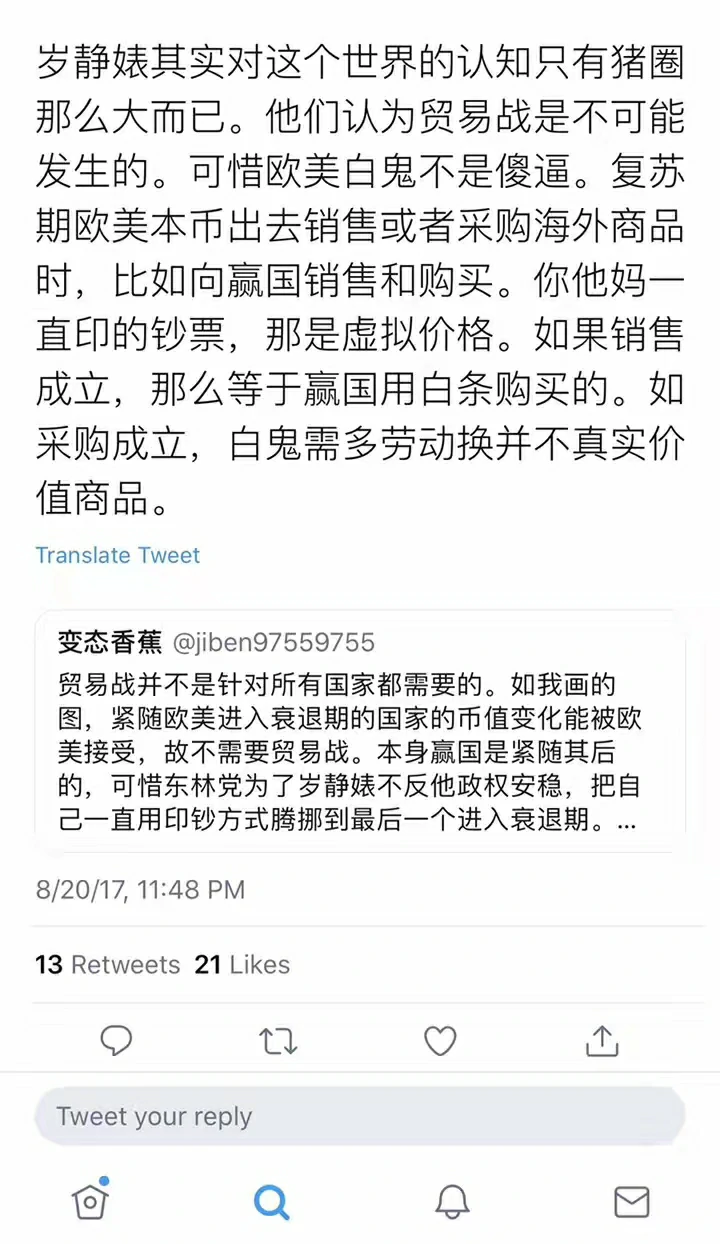 岁静婊其实对这个世界的认知只有猪圈
那么大而已。他们认为贸易战是不可能
发生的。可惜欧美白鬼不是傻逼。复苏
期欧美本币出去销售或者采购海外商品
时，比如向赢国销售和购买。你他妈一
直印的钞票，那是虚拟价格。如果销售
成立，那么等于赢国用白条购买的。如
采购成立，白鬼需多劳动换并不真实价
值商品。
Translate Tweet
变态香蕉 @jiben97559755
贸易战并不是针对所有国家都需要的。如我画的
图，紧随欧美进入衰退期的国家的币值变化能被欧
美接受，故不需要贸易战。本身赢国是紧随其后
的，可惜东林党为了岁静婊不反他政权安稳，把自
己一直用印钞方式腾挪到最后一个进入衰退期。...
8/20/17, 11:48 PM
13 Retweets 21 Likes
Tweet your reply